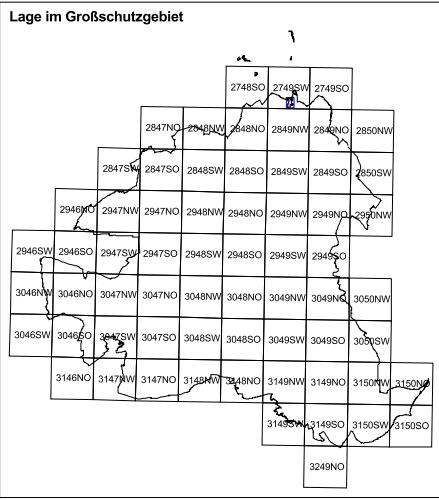 Lage im Großschutzgebiet
2748SO 2749SW 2749SO
2847NO 2848NW 2848NO 2849NW 2849NO 2850NW
2847SW 2847SO 2848SW 2848SO 2849SW 2849SO 2850SW
2946NO 2947NW 2947NO 2948NW 2948NO 2949NW 2949NO 2950NW
2946SW 2946SO 2947SW 2947SO 2948SW 2948SO 2949SW 2949SO
3046NW 3046NO 3047NW 3047NO 3048NW 3048NO 3049NW 3049NO 3050NW
3046SW 3046SO 3047SW 3047SO 3048SW 3048SO 3049SW 3049SO 3050SW
3146NO 3147NW 3147NO 3148NW 3148NO 3149NW 3149NO 3150NW 3150NO
3149SW 3149SO 3150SW 3150SO
3249NO